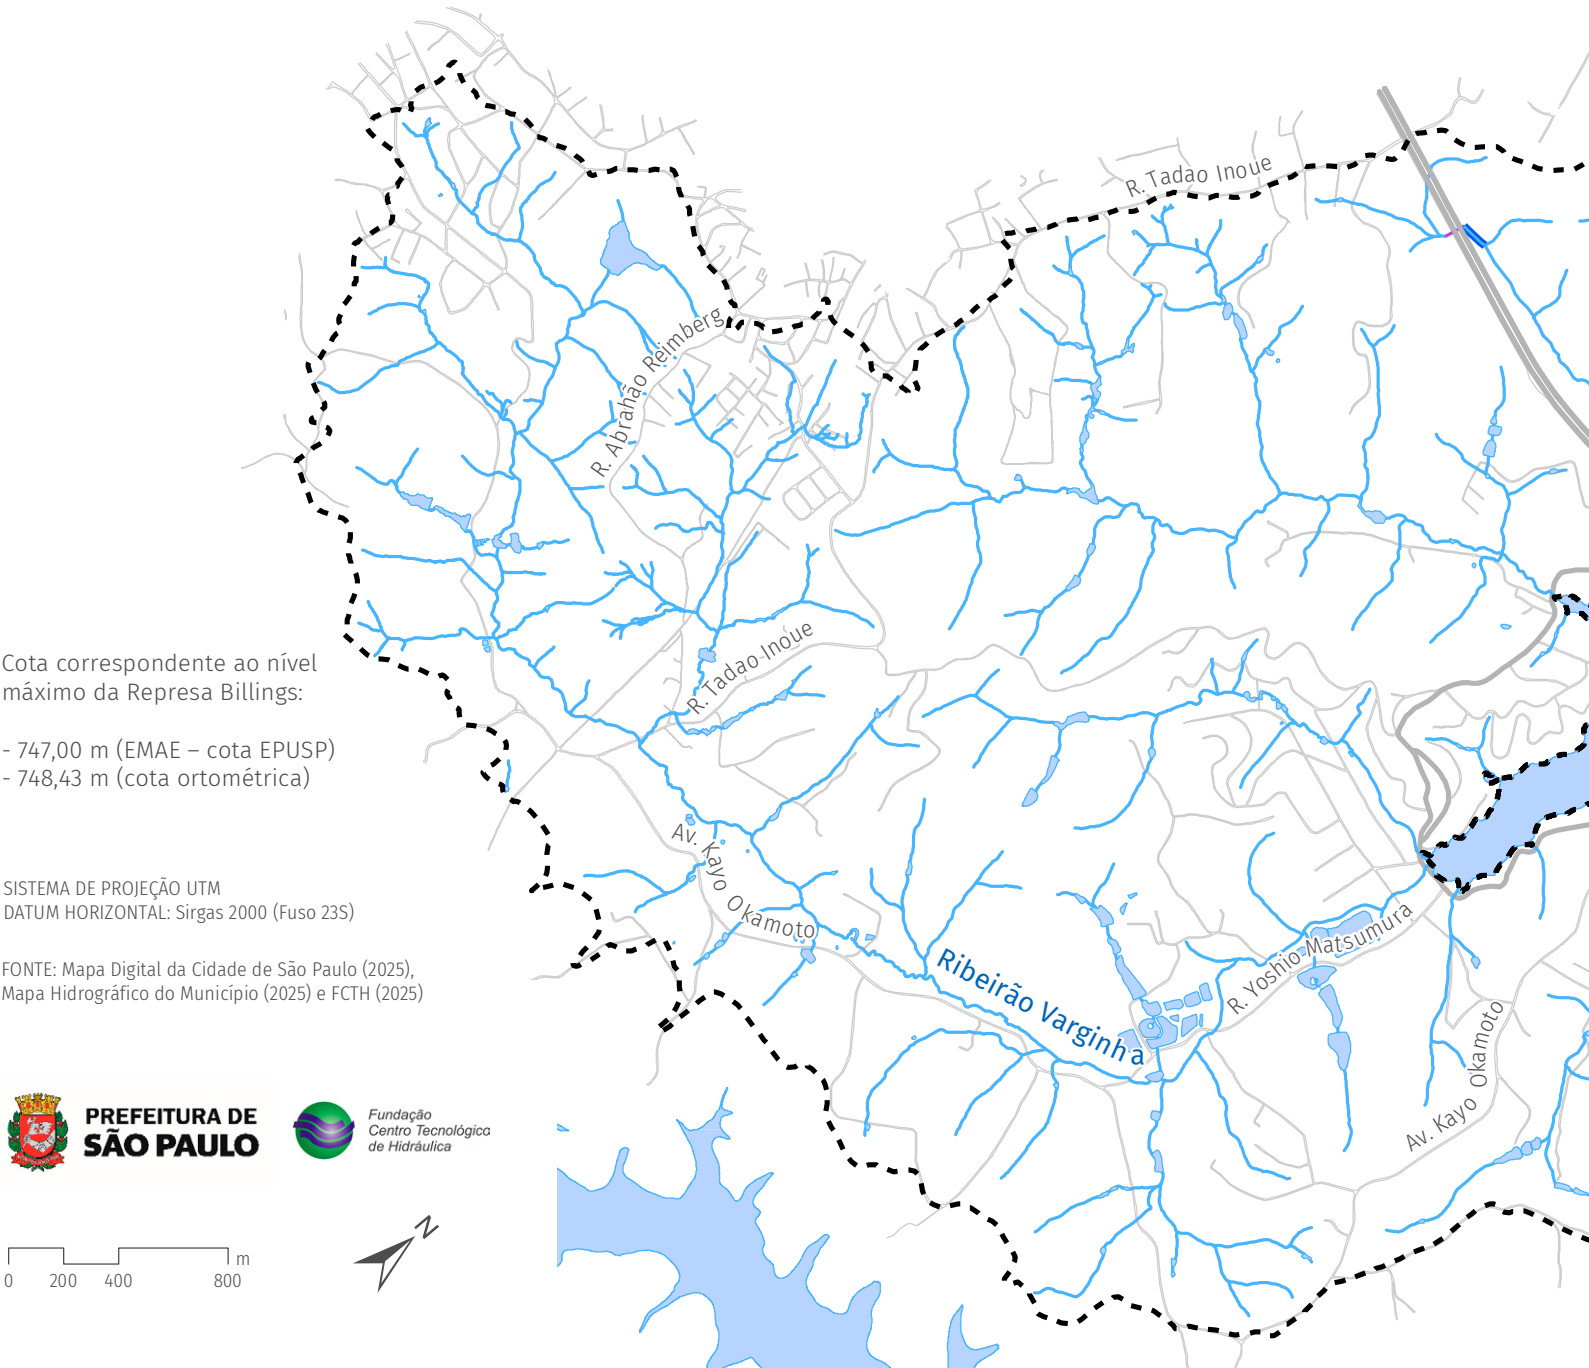 R. Tadao Inoue
R. Abrahão Reimberg
R. Tadao Inoue
Cota correspondente ao nível
máximo da Represa Billings:
- 747,00 m (EMAE – cota EPUSP)
- 748,43 m (cota ortométrica)
Av. Kayo Okamoto
SISTEMA DE PROJEÇÃO UTM
DATUM HORIZONTAL: Sirgas 2000 (Fuso 23S)
R. Yoshio Matsumura
Ribeirão Varginha
FONTE: Mapa Digital da Cidade de São Paulo (2025),
Mapa Hidrográfico do Município (2025) e FCTH (2025)
Av. Kayo Okamoto
PREFEITURA DE
SÃO PAULO
Fundação
Centro Tecnológico
de Hidráulica
N
m
0 200 400 800